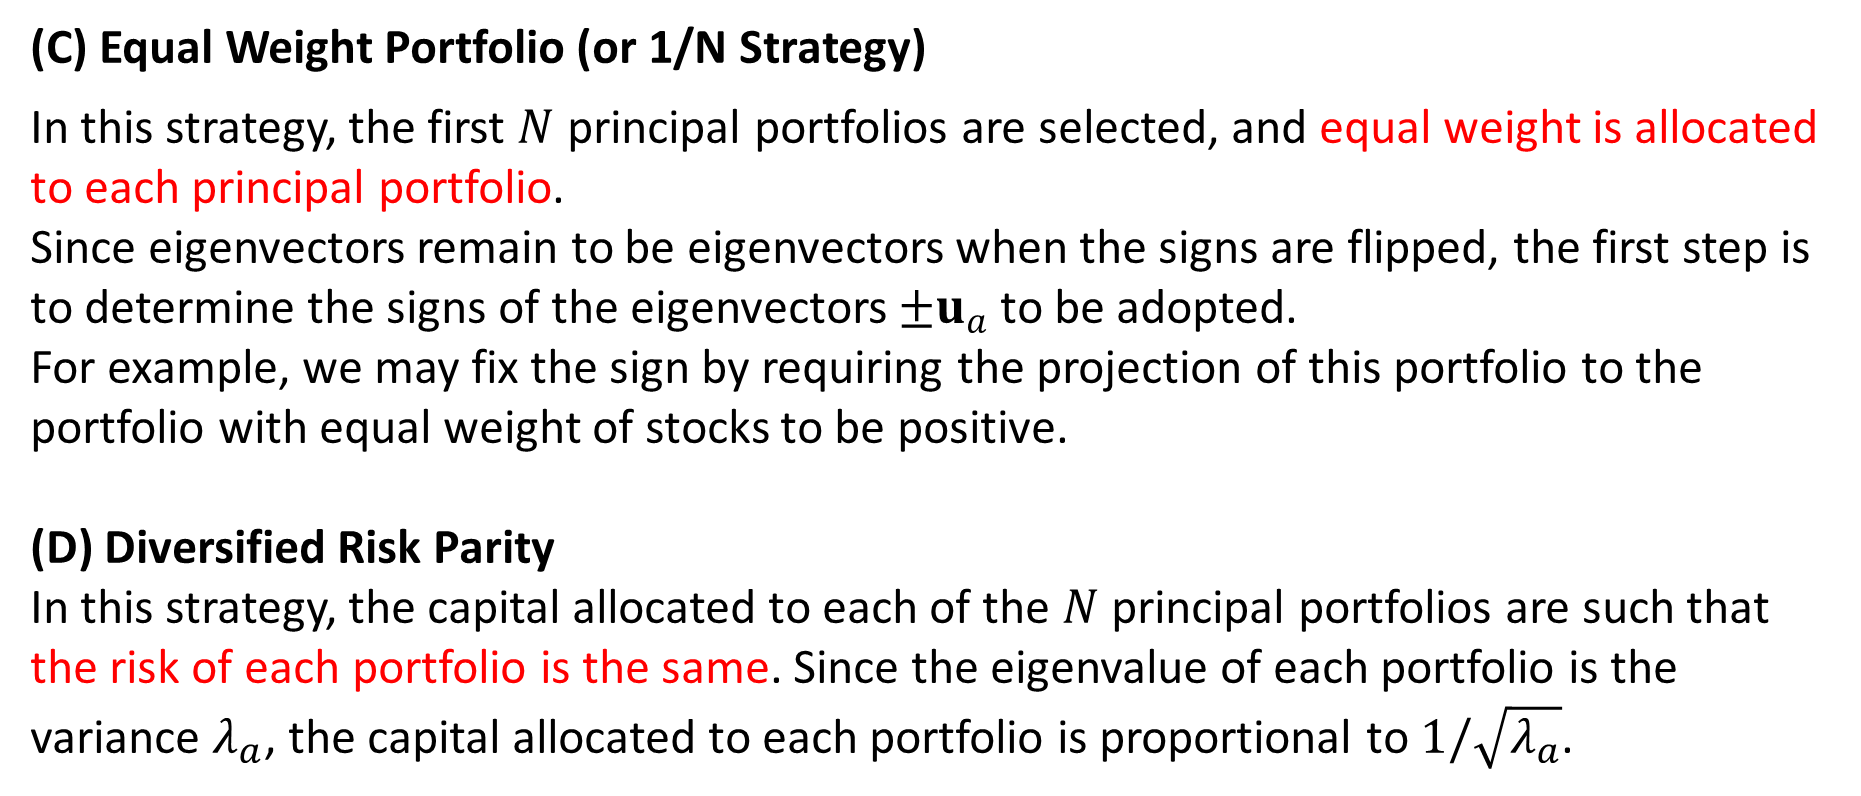 (C) Equal Weight Portfolio (or 1/N Strategy)
In this strategy, the first N principal portfolios are selected, and equal weight is allocated
to each principal portfolio.
Since eigenvectors remain to be eigenvectors when the signs are flipped, the first step is
to determine the signs of the eigenvectors ±𝐮ₐ to be adopted.
For example, we may fix the sign by requiring the projection of this portfolio to the
portfolio with equal weight of stocks to be positive.
(D) Diversified Risk Parity
In this strategy, the capital allocated to each of the N principal portfolios are such that
the risk of each portfolio is the same. Since the eigenvalue of each portfolio is the
variance λₐ, the capital allocated to each portfolio is proportional to 1/√λₐ.